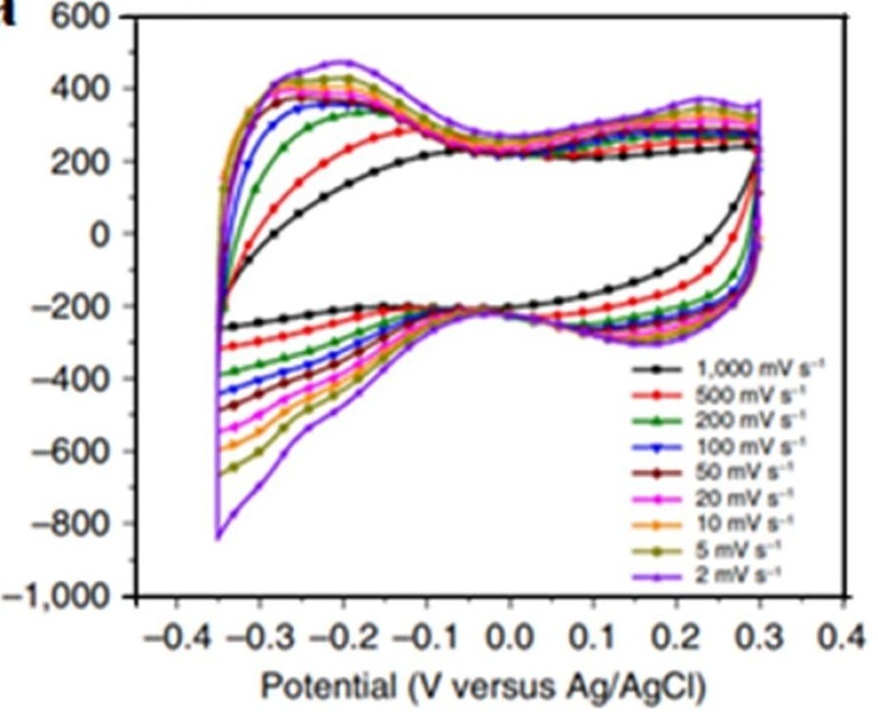 a
600
400
200
0
−200
−400
−600
−800
−1,000
1,000 mV s⁻¹
500 mV s⁻¹
200 mV s⁻¹
100 mV s⁻¹
50 mV s⁻¹
20 mV s⁻¹
10 mV s⁻¹
5 mV s⁻¹
2 mV s⁻¹
−0.4 −0.3 −0.2 −0.1 0.0 0.1 0.2 0.3 0.4
Potential (V versus Ag/AgCl)